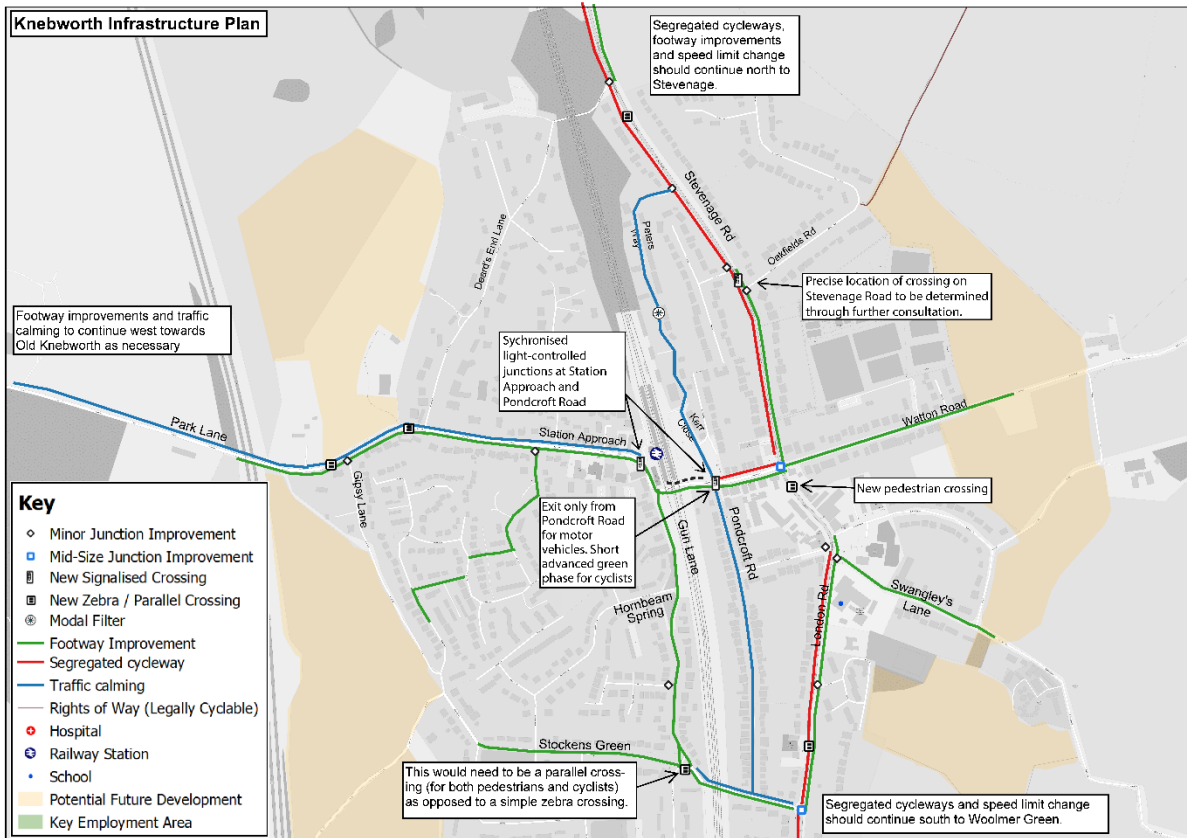 Knebworth Infrastructure Plan
Segregated cycleways,
footway improvements
and speed limit change
should continue north to
Stevenage.
Stevenage Rd
Peters
Way
Deard's End Lane
Oakfields Rd
Precise location of crossing on
Stevenage Road to be determined
through further consultation.
Footway improvements and traffic
calming to continue west towards
Old Knebworth as necessary
Sychronised
light-controlled
junctions at Station
Approach and
Pondcroft Road
Kerr
Close
Watton Road
Park Lane
Station Approach
Gipsy Lane
New pedestrian crossing
Exit only from
Pondcroft Road
for motor
vehicles. Short
advanced green
phase for cyclists
Gun Lane
Pondcroft Rd
Hornbeam
Spring
London Rd
Swangley's
Lane
Stockens Green
This would need to be a parallel cross-
ing (for both pedestrians and cyclists)
as opposed to a simple zebra crossing.
Segregated cycleways and speed limit change
should continue south to Woolmer Green.
Key
Minor Junction Improvement
Mid-Size Junction Improvement
New Signalised Crossing
New Zebra / Parallel Crossing
Modal Filter
Footway Improvement
Segregated cycleway
Traffic calming
Rights of Way (Legally Cyclable)
Hospital
Railway Station
School
Potential Future Development
Key Employment Area